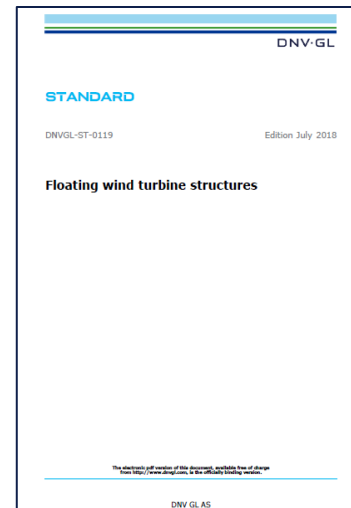 DNV·GL
STANDARD
DNVGL-ST-0119 Edition July 2018
Floating wind turbine structures
The electronic pdf version of this document, available free of charge
from http://www.dnvgl.com, is the officially binding version.
DNV GL AS